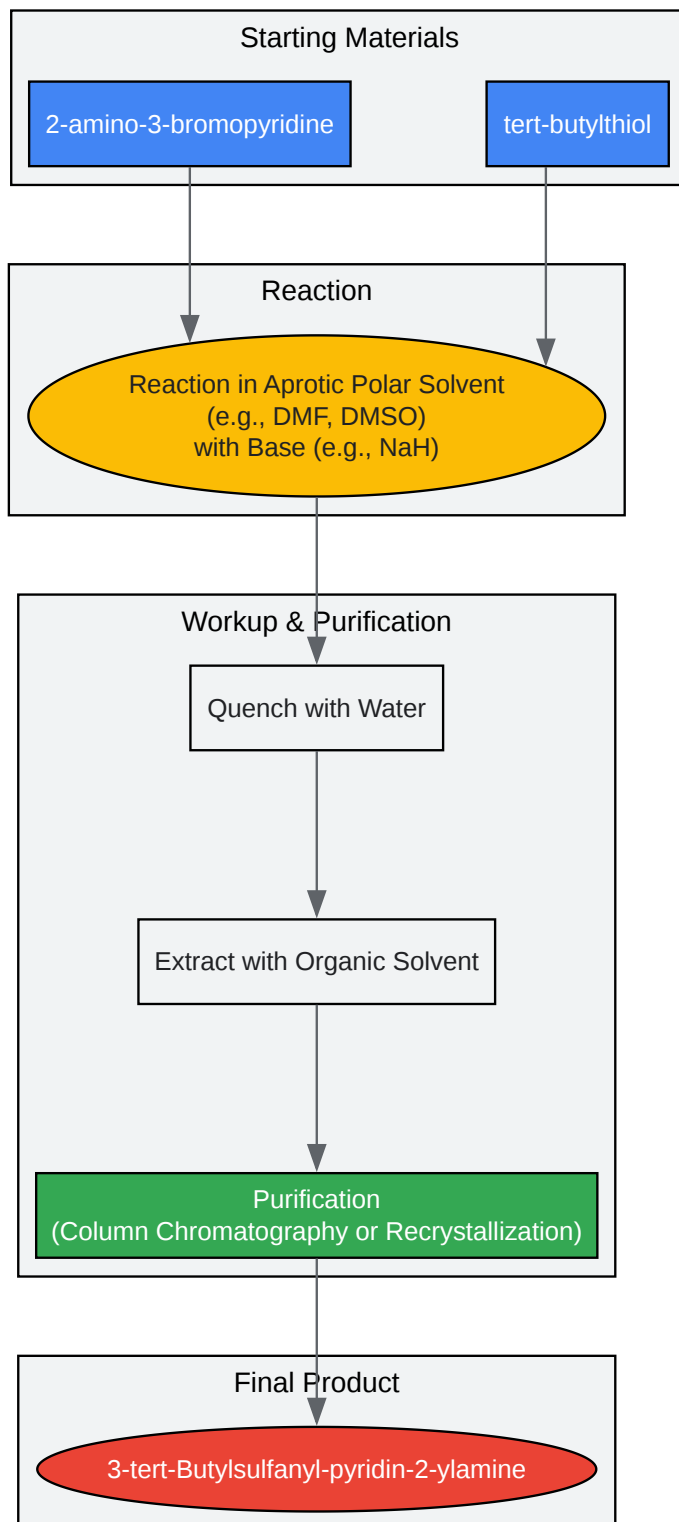 Starting Materials
2-amino-3-bromopyridine
tert-butylthiol
Reaction
Reaction in Aprotic Polar Solvent
(e.g., DMF, DMSO)
with Base (e.g., NaH)
Workup & Purification
Quench with Water
Extract with Organic Solvent
Purification
(Column Chromatography or Recrystallization)
Final Product
3-tert-Butylsulfanyl-pyridin-2-ylamine